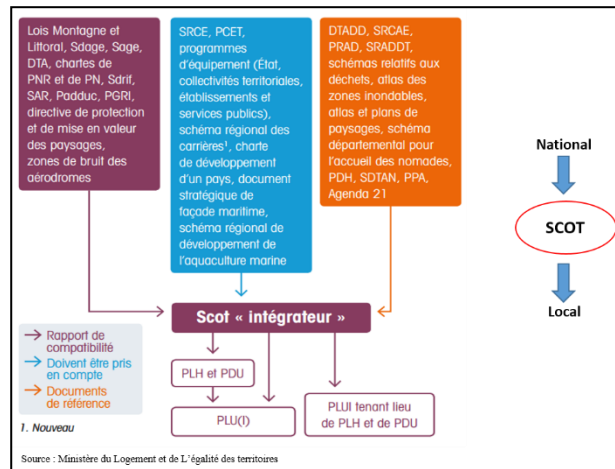 Lois Montagne et
Littoral, Sdage, Sage,
DTA, chartes de
PNR et de PN, Sdrif,
SAR, Padduc, PGRI,
directive de protection
et de mise en valeur
des paysages,
zones de bruit des
aérodromes
SRCE, PCET,
programmes
d'équipement (État,
collectivités territoriales,
établissements et
services publics),
schéma régional des
carrières¹, charte
de développement
d'un pays, document
stratégique de
façade maritime,
schéma régional de
développement de
l'aquaculture marine
DTADD, SRCAE,
PRAD, SRADDT,
schémas relatifs aux
déchets, atlas des
zones inondables,
atlas et plans de
paysages, schéma
départemental pour
l'accueil des nomades,
PDH, SDTAN, PPA,
Agenda 21
National
SCOT
Local
Scot « intégrateur »
Rapport de
compatibilité
Doivent être pris
en compte
Documents
de référence
PLH et PDU
PLU(I)
PLUI tenant lieu
de PLH et de PDU
1. Nouveau
Source : Ministère du Logement et de L'égalité des territoires